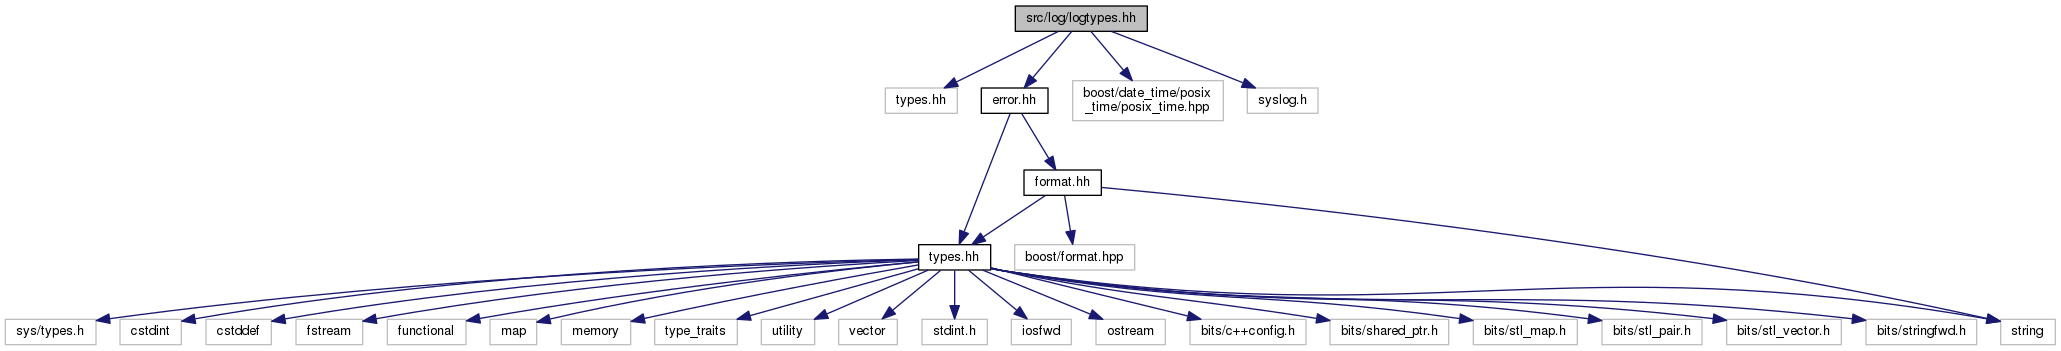 src/log/logtypes.hh
types.hh
error.hh
boost/date_time/posix
_time/posix_time.hpp
syslog.h
format.hh
types.hh
boost/format.hpp
sys/types.h
cstdint
cstddef
fstream
functional
map
memory
type_traits
utility
vector
stdint.h
iosfwd
ostream
bits/c++config.h
bits/shared_ptr.h
bits/stl_map.h
bits/stl_pair.h
bits/stl_vector.h
bits/stringfwd.h
string